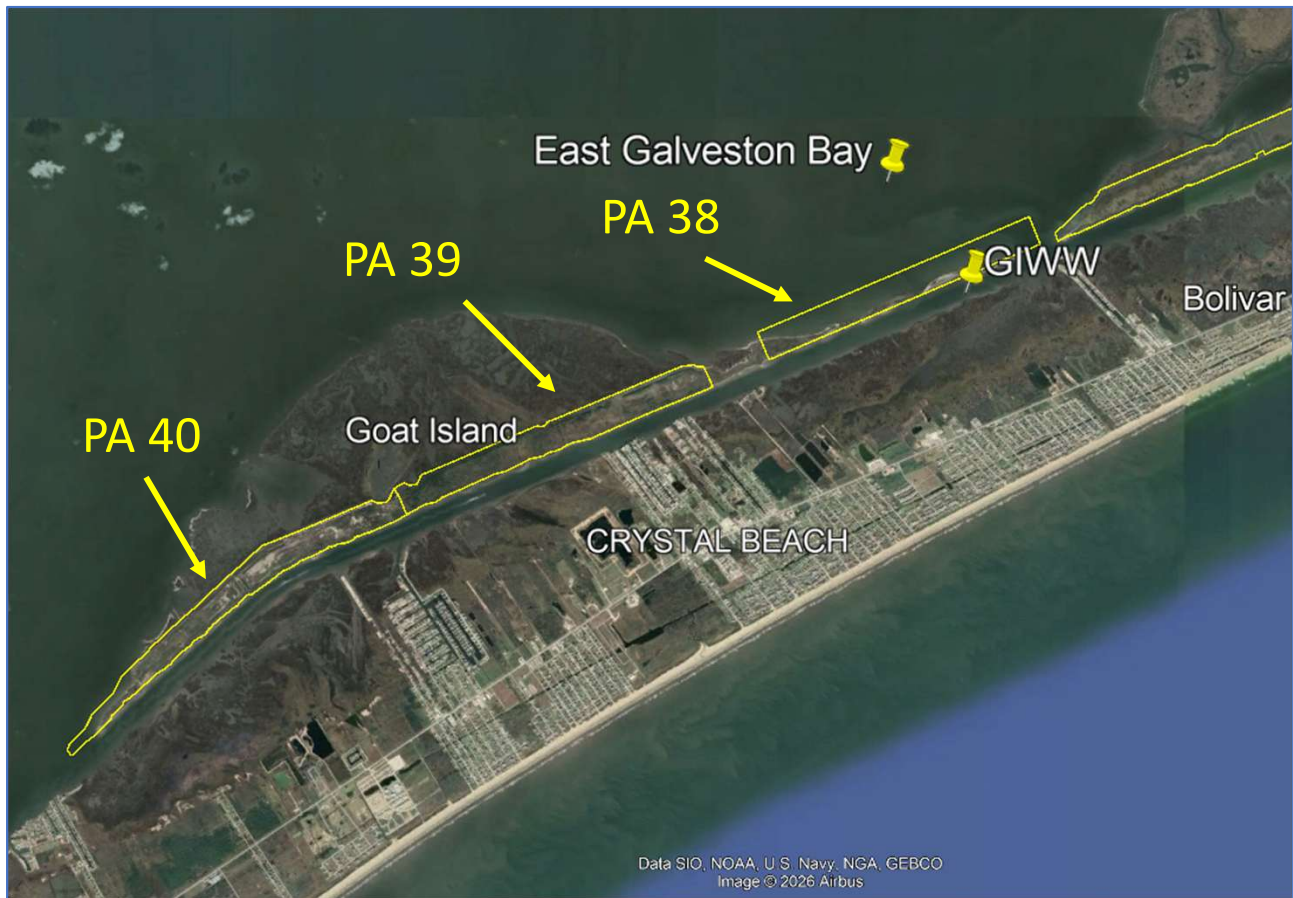 East Galveston Bay
PA 38
PA 39
GIWW
Bolivar
PA 40
Goat Island
CRYSTAL BEACH
Data SIO, NOAA, U.S. Navy, NGA, GEBCO
Image © 2026 Airbus